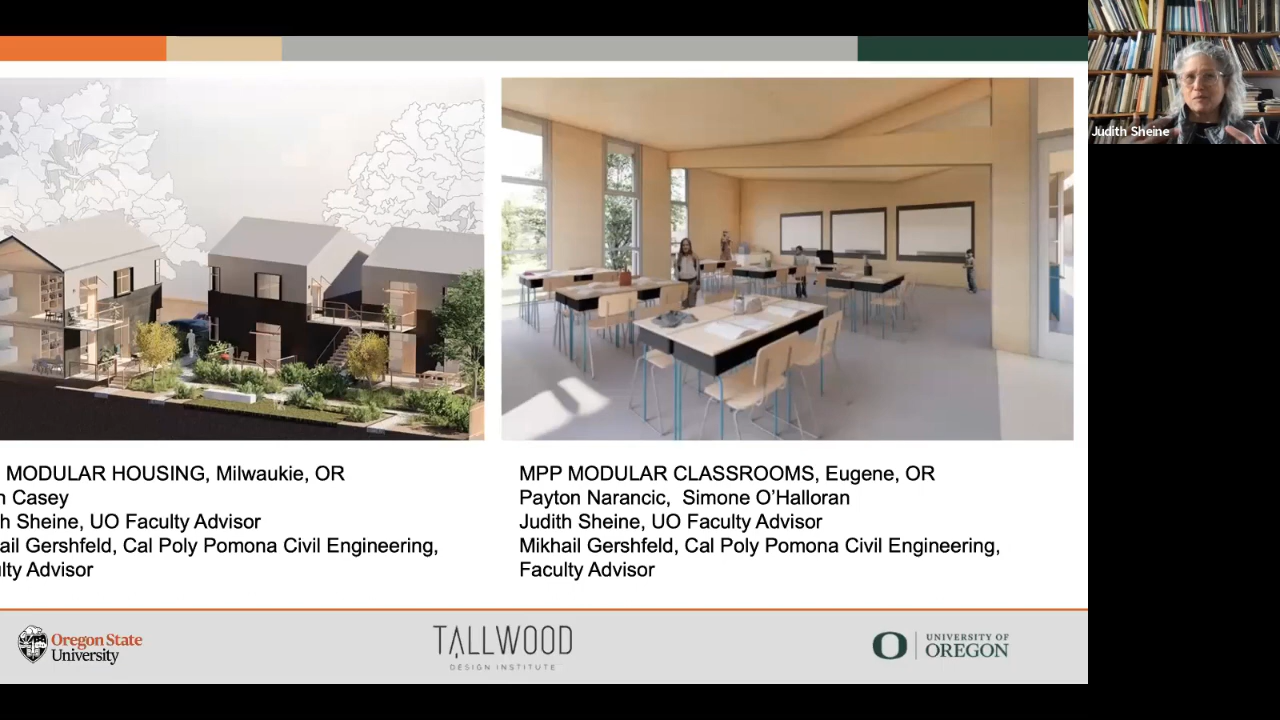 MODULAR HOUSING, Milwaukie, OR
Casey
Sheine, UO Faculty Advisor
Gershfeld, Cal Poly Pomona Civil Engineering,
Advisor
MPP MODULAR CLASSROOMS, Eugene, OR
Payton Narancic, Simone O'Halloran
Judith Sheine, UO Faculty Advisor
Mikhail Gershfeld, Cal Poly Pomona Civil Engineering,
Faculty Advisor
Oregon State
University
TALLWOOD
DESIGN INSTITUTE
UNIVERSITY OF
OREGON
Judith Sheine